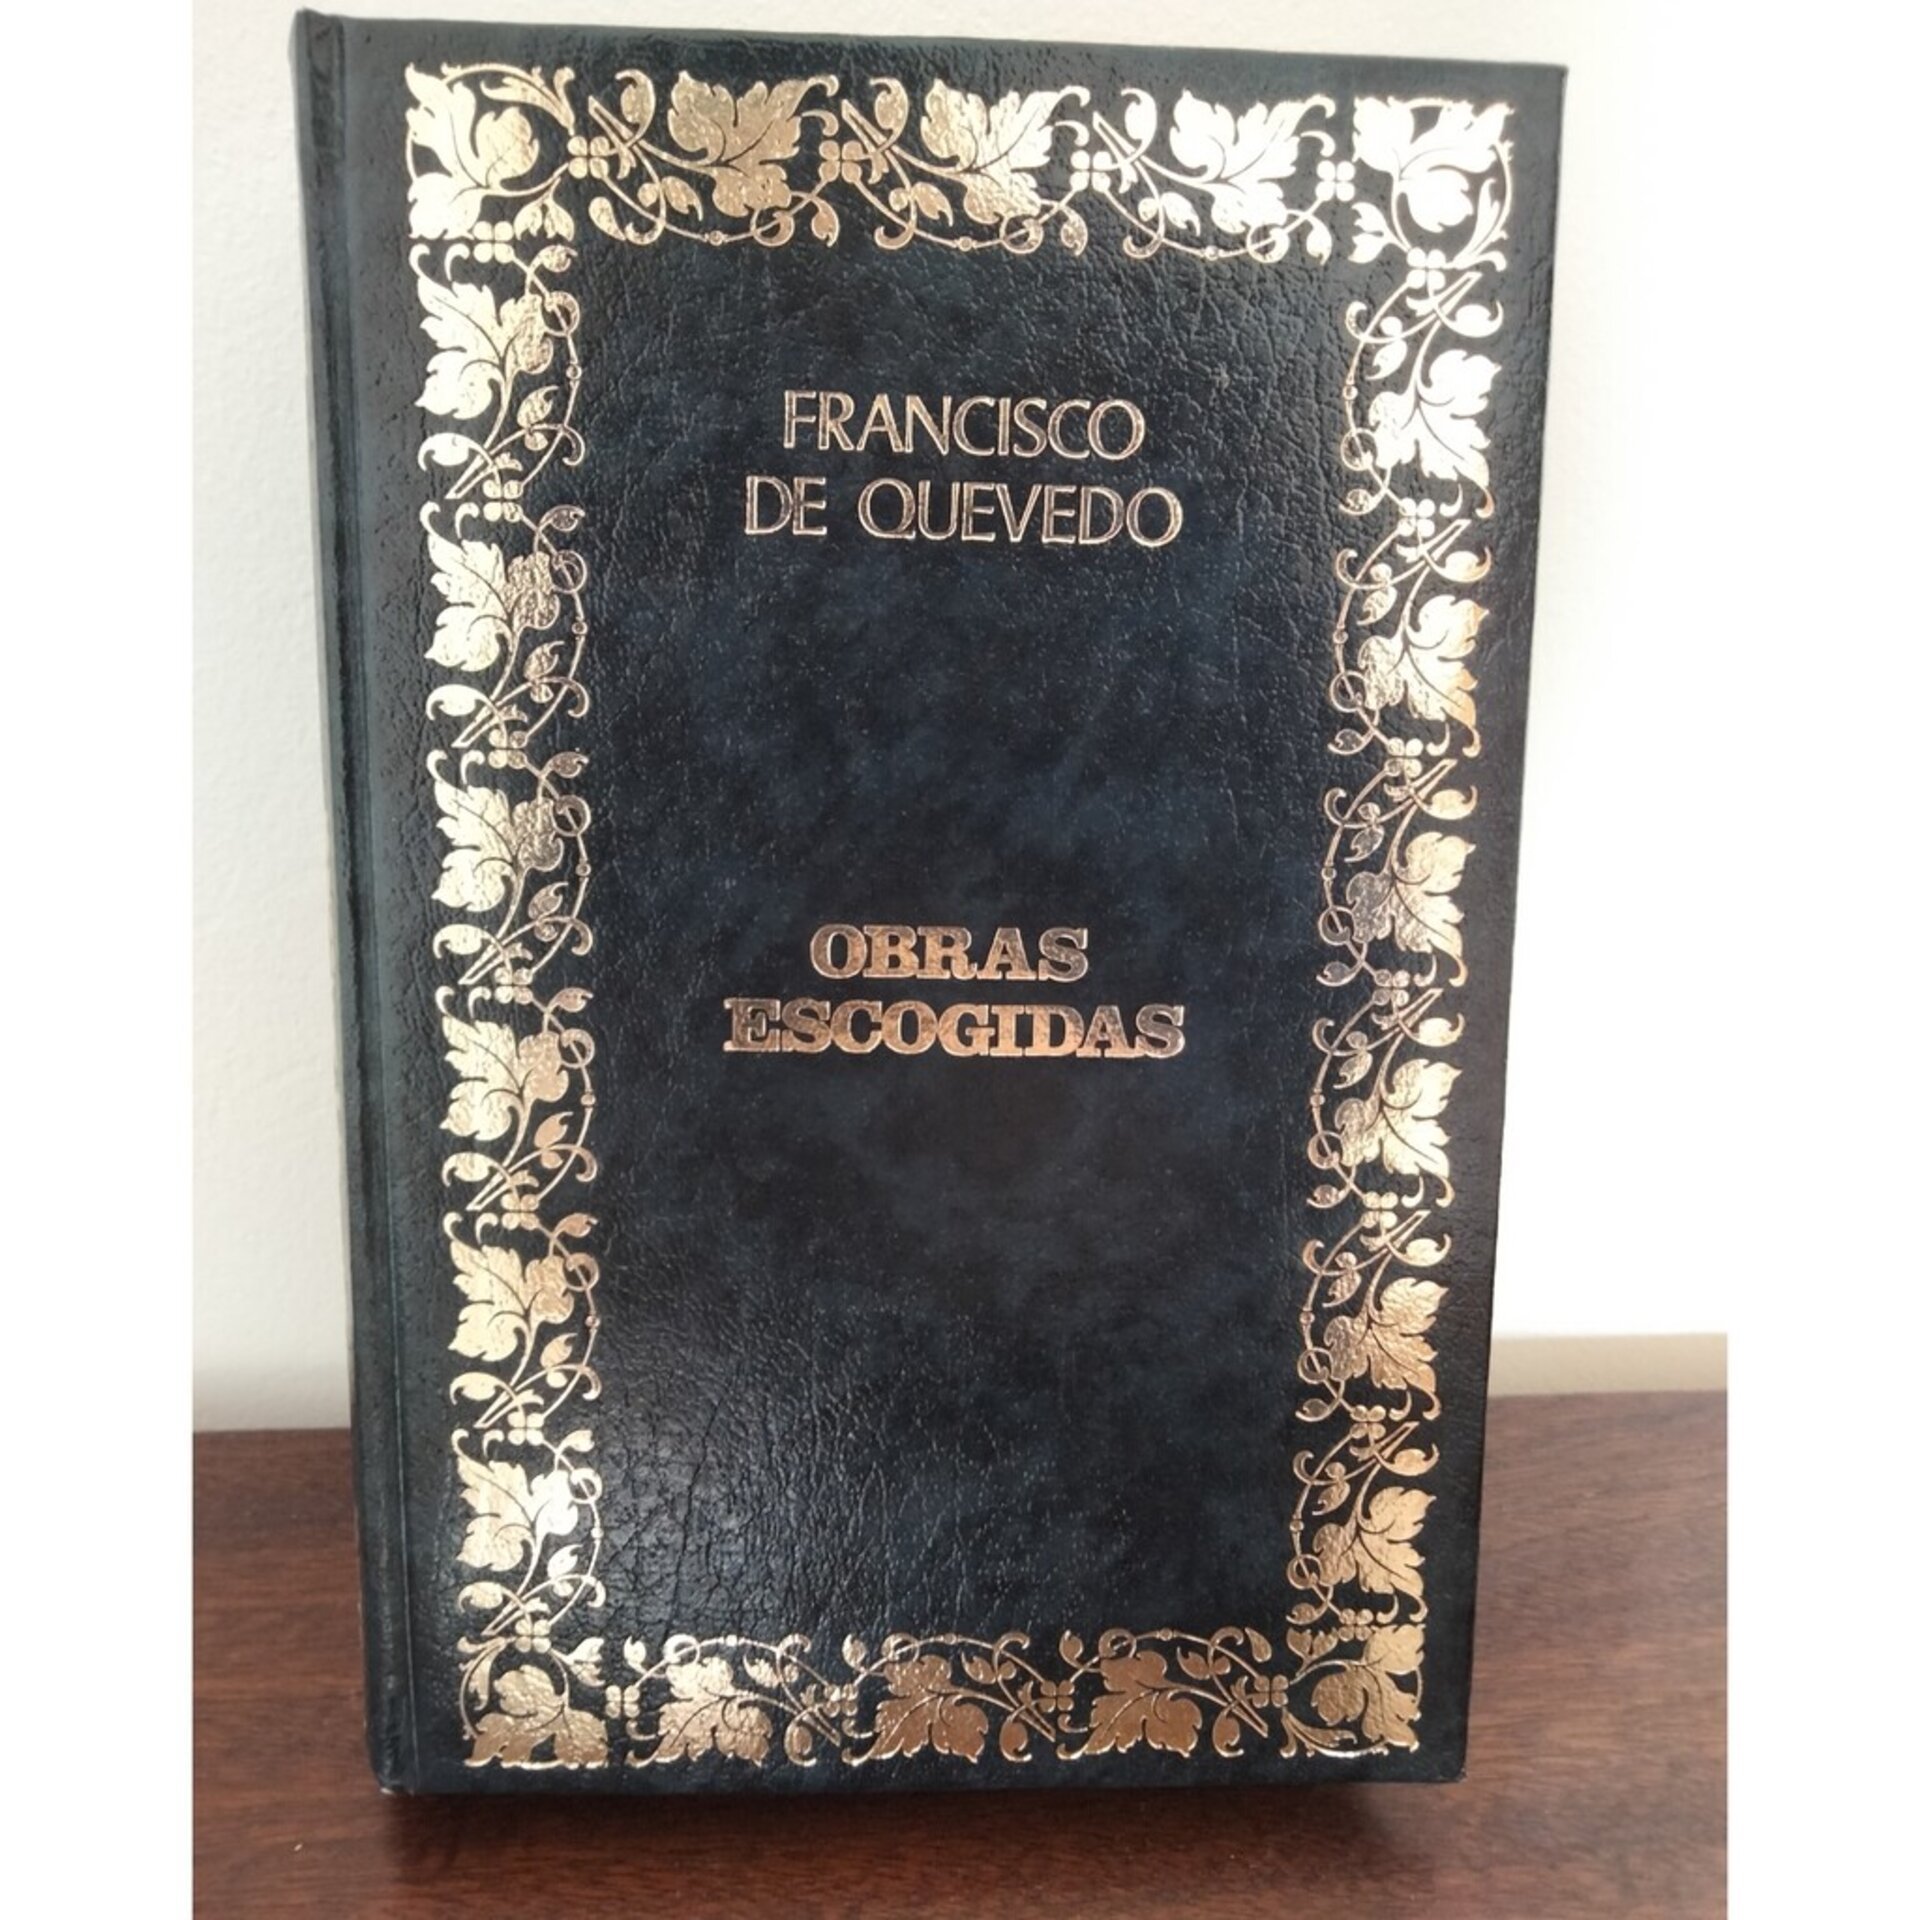 FRANCISCO
DE QUEVEDO
OBRAS
ESCOGIDAS